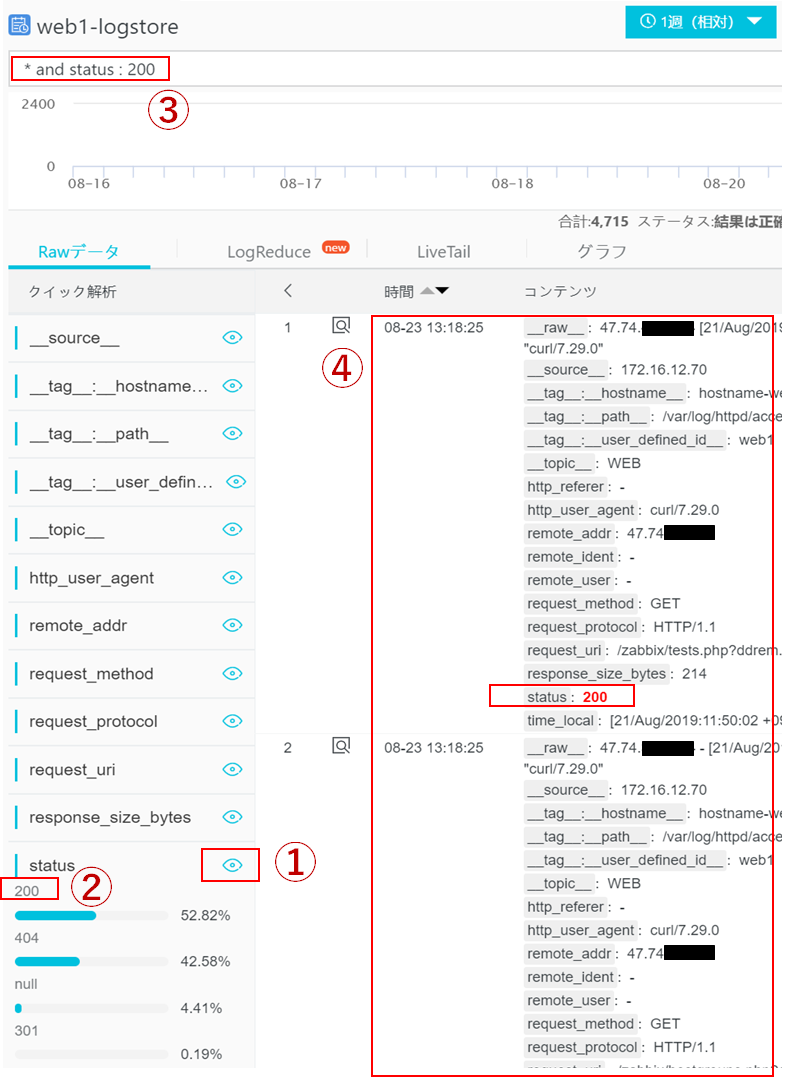 web1-logstore
1週（相対）
* and status : 200
③
2400
0
08-16 08-17 08-18 08-20
合計:4,715 ステータス:結果は正確
Rawデータ LogReduce new LiveTail グラフ
クイック解析
時間 コンテンツ
__source__
__tag__:__hostname...
__tag__:__path__
__tag__:__user_defin...
__topic__
http_user_agent
remote_addr
request_method
request_protocol
request_uri
response_size_bytes
status
①
200
②
52.82%
404
42.58%
null
4.41%
301
0.19%
④
1 08-23 13:18:25 __raw__ : 47.74. - [21/Aug/2019
"curl/7.29.0"
__source__ : 172.16.12.70
__tag__:__hostname__ : hostname-we
__tag__:__path__ : /var/log/httpd/acce
__tag__:__user_defined_id__ : web1
__topic__ : WEB
http_referer : -
http_user_agent : curl/7.29.0
remote_addr : 47.74
remote_ident : -
remote_user : -
request_method : GET
request_protocol : HTTP/1.1
request_uri : /zabbix/tests.php?ddrem.
response_size_bytes : 214
status : 200
time_local : [21/Aug/2019:11:50:02 +09
2 08-23 13:18:25 __raw__ : 47.74. - [21/Aug/20
"curl/7.29.0"
__source__ : 172.16.12.70
__tag__:__hostname__ : hostname-we
__tag__:__path__ : /var/log/httpd/acce
__tag__:__user_defined_id__ : web1
__topic__ : WEB
http_referer : -
http_user_agent : curl/7.29.0
remote_addr : 47.74
remote_ident : -
remote_user : -
request_method : GET
request_protocol : HTTP/1.1